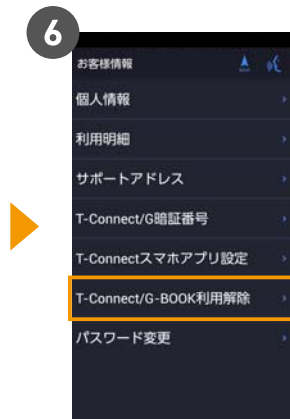 6
お客様情報
個人情報
利用明細
サポートアドレス
T-Connect/G暗証番号
T-Connectスマホアプリ設定
T-Connect/G-BOOK利用解除
パスワード変更